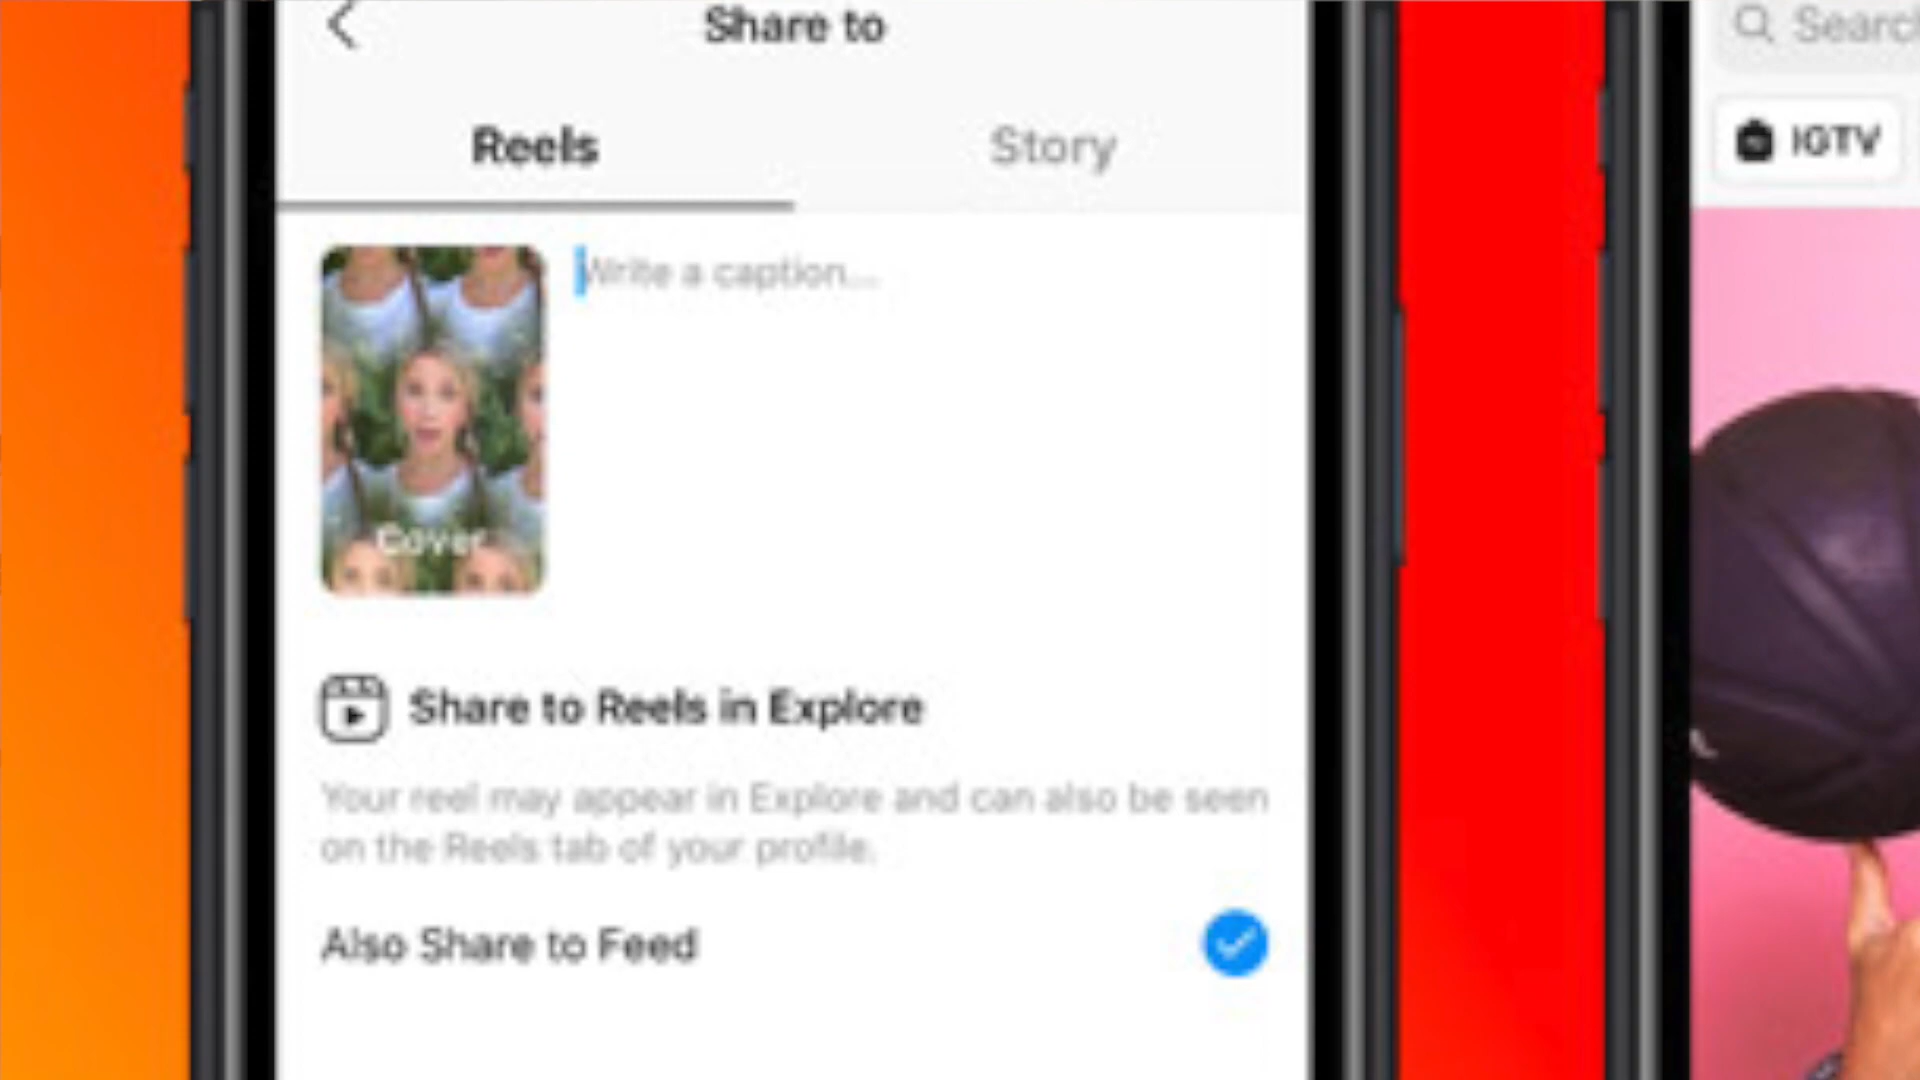 Share to
Reels
Story
Write a caption...
Cover
Share to Reels in Explore
Your reel may appear in Explore and can also be seen
on the Reels tab of your profile.
Also Share to Feed
Search
IGTV